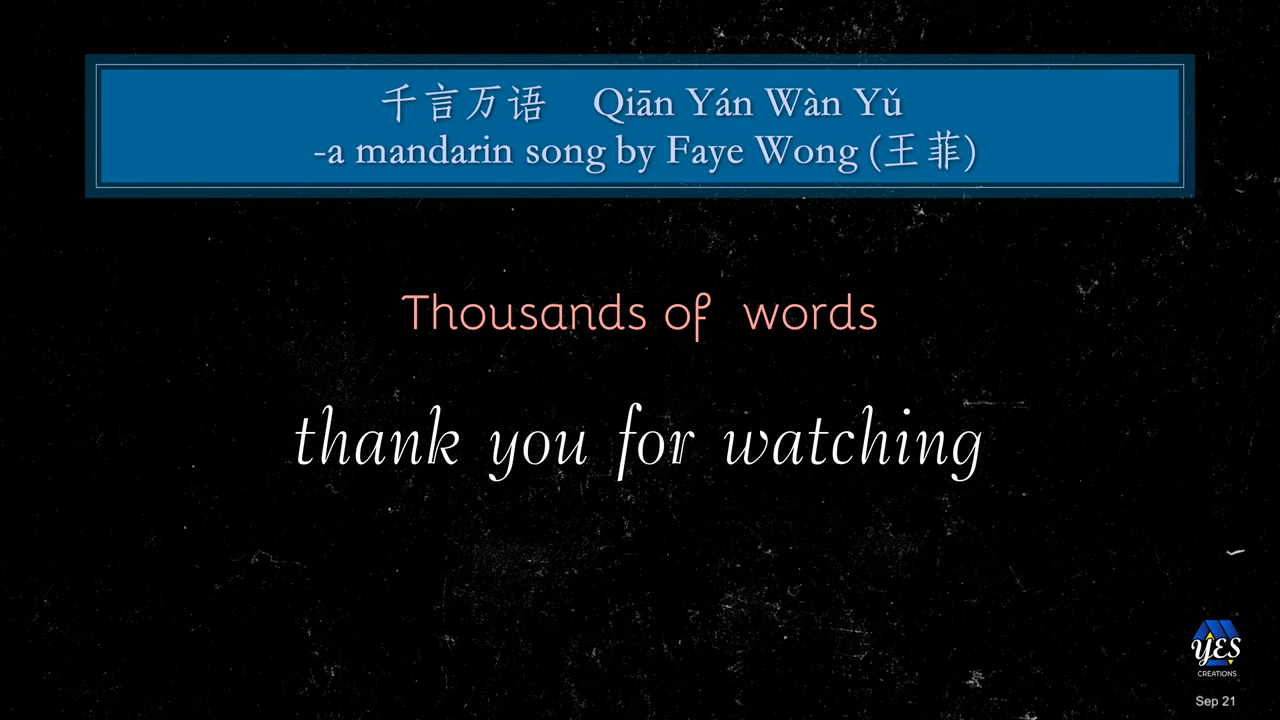 千言万语 Qiān Yán Wàn Yǔ
-a mandarin song by Faye Wong (王菲)
Thousands of words
thank you for watching
YES
CREATIONS
Sep 21